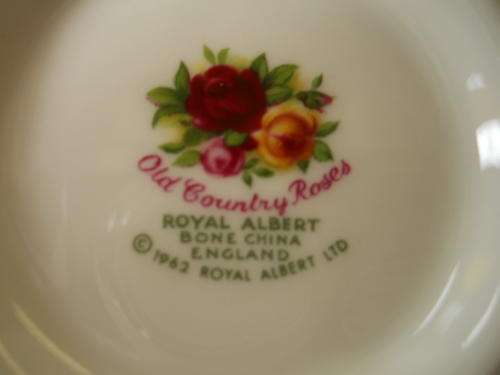 Old Country Roses
ROYAL ALBERT
BONE CHINA
ENGLAND
© 1962 ROYAL ALBERT LTD